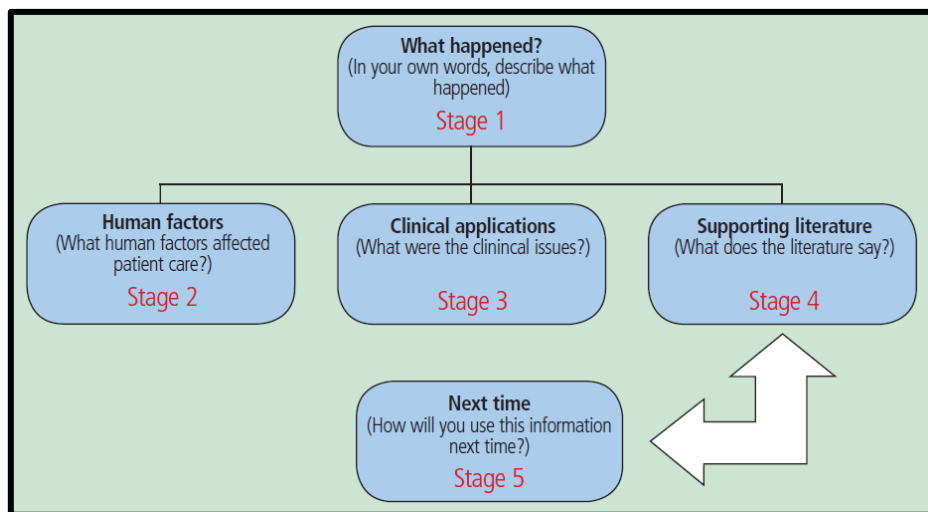 What happened?
(In your own words, describe what
happened)
Stage 1
Human factors
(What human factors affected
patient care?)
Stage 2
Clinical applications
(What were the clinincal issues?)
Stage 3
Supporting literature
(What does the literature say?)
Stage 4
Next time
(How will you use this information
next time?)
Stage 5